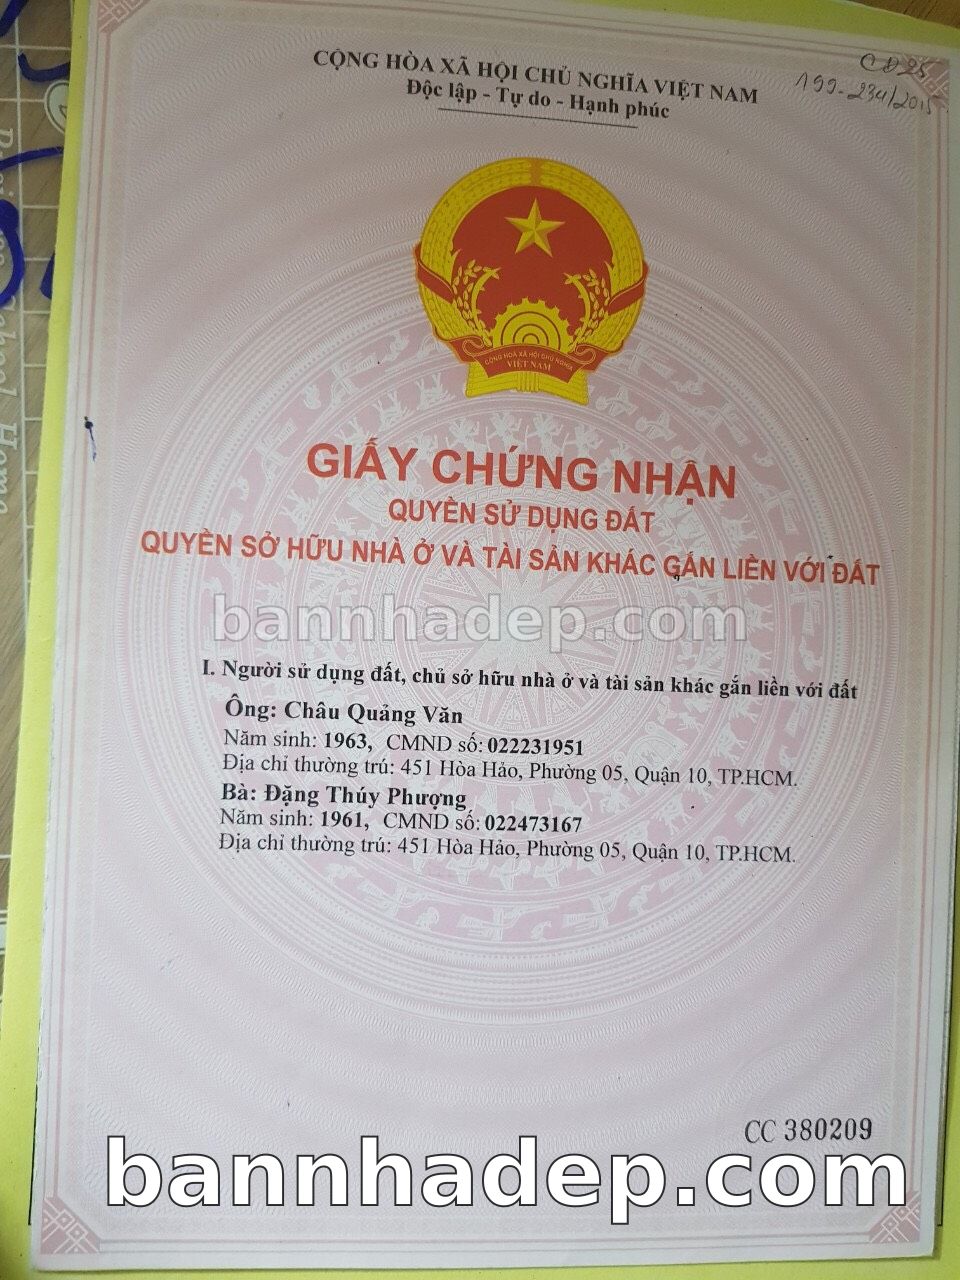 CỘNG HÒA XÃ HỘI CHỦ NGHĨA VIỆT NAM
Độc lập - Tự do - Hạnh phúc
CĐ25
199-234/2015
CỘNG HOÀ XÃ HỘI CHỦ NGHĨA
VIỆT NAM
GIẤY CHỨNG NHẬN
QUYỀN SỬ DỤNG ĐẤT
QUYỀN SỞ HỮU NHÀ Ở VÀ TÀI SẢN KHÁC GẮN LIỀN VỚI ĐẤT
bannhadep.com
I. Người sử dụng đất, chủ sở hữu nhà ở và tài sản khác gắn liền với đất
Ông: Châu Quảng Văn
Năm sinh: 1963, CMND số: 022231951
Địa chỉ thường trú: 451 Hòa Hảo, Phường 05, Quận 10, TP.HCM.
Bà: Đặng Thúy Phượng
Năm sinh: 1961, CMND số: 022473167
Địa chỉ thường trú: 451 Hòa Hảo, Phường 05, Quận 10, TP.HCM.
CC 380209
bannhadep.com